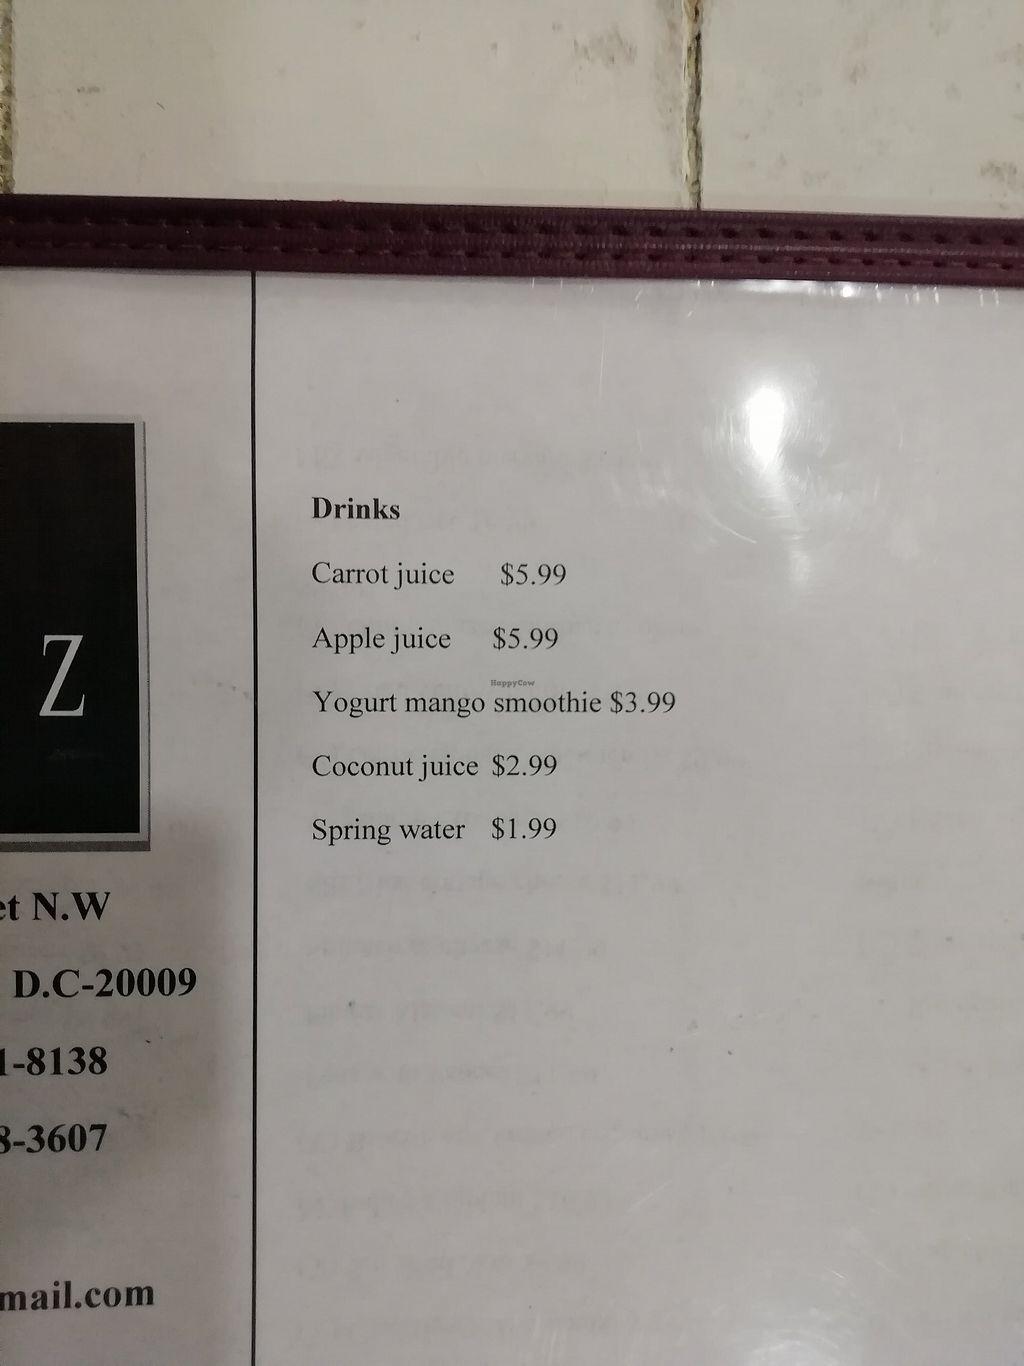 Drinks
Carrot juice $5.99
Apple juice $5.99
HappyCow
Yogurt mango smoothie $3.99
Coconut juice $2.99
Spring water $1.99
Z
et N.W
D.C-20009
1-8138
8-3607
mail.com